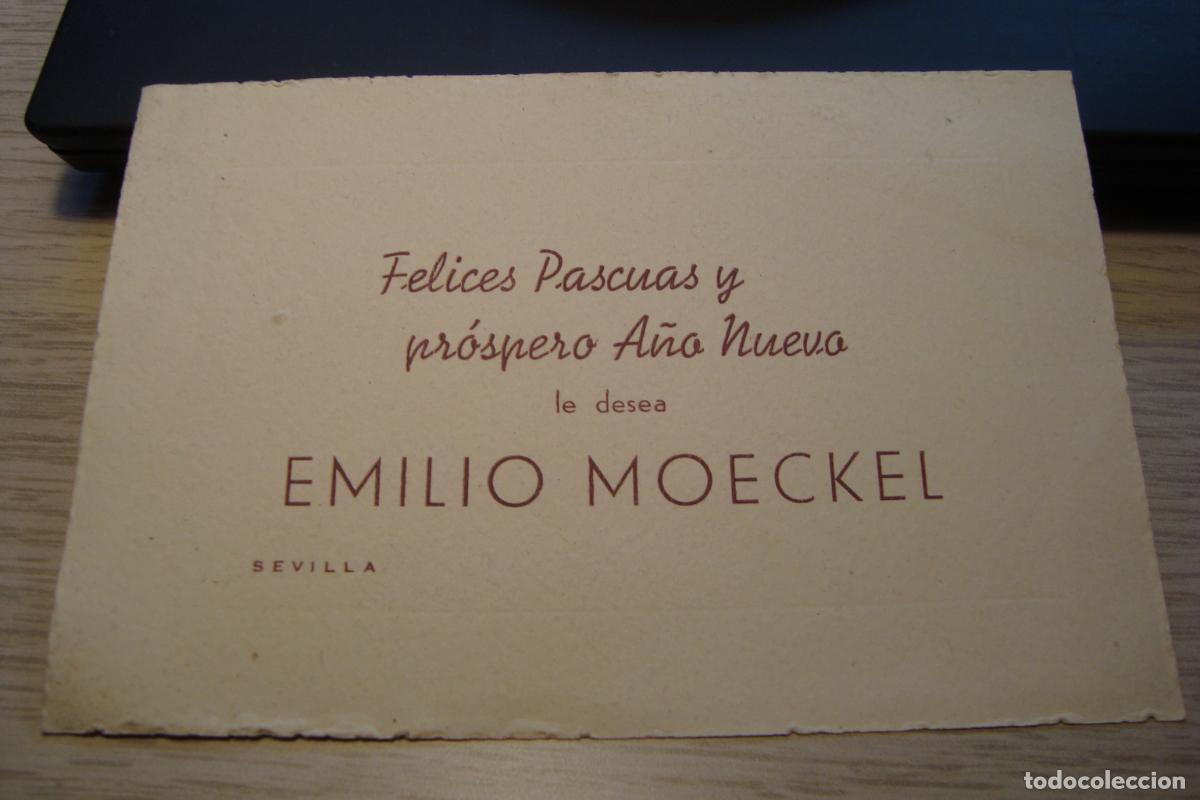 Felices Pascuas y
próspero Año Nuevo
le desea
EMILIO MOECKEL
SEVILLA
todocoleccion